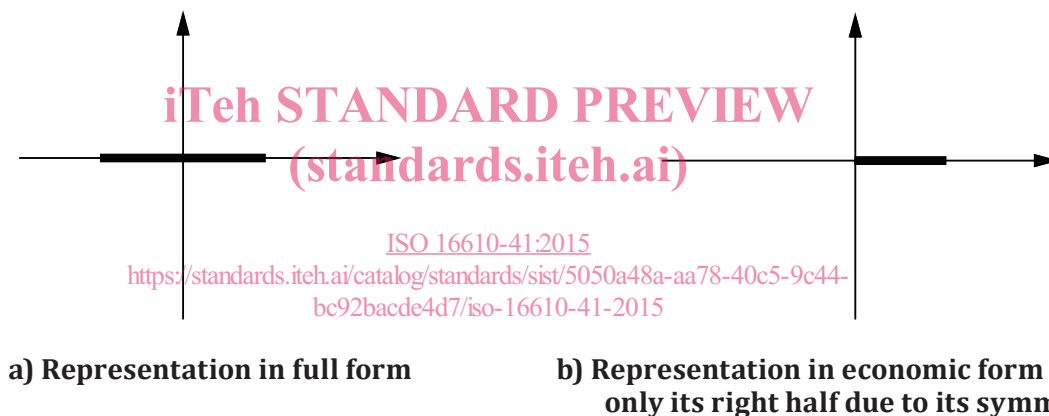 iTeh STANDARD PREVIEW
(standards.iteh.ai)
ISO 16610-41:2015
https://standards.iteh.ai/catalog/standards/sist/5050a48a-aa78-40c5-9c44-
bc92bacde4d7/iso-16610-41-2015
a) Representation in full form
b) Representation in economic form
only its right half due to its